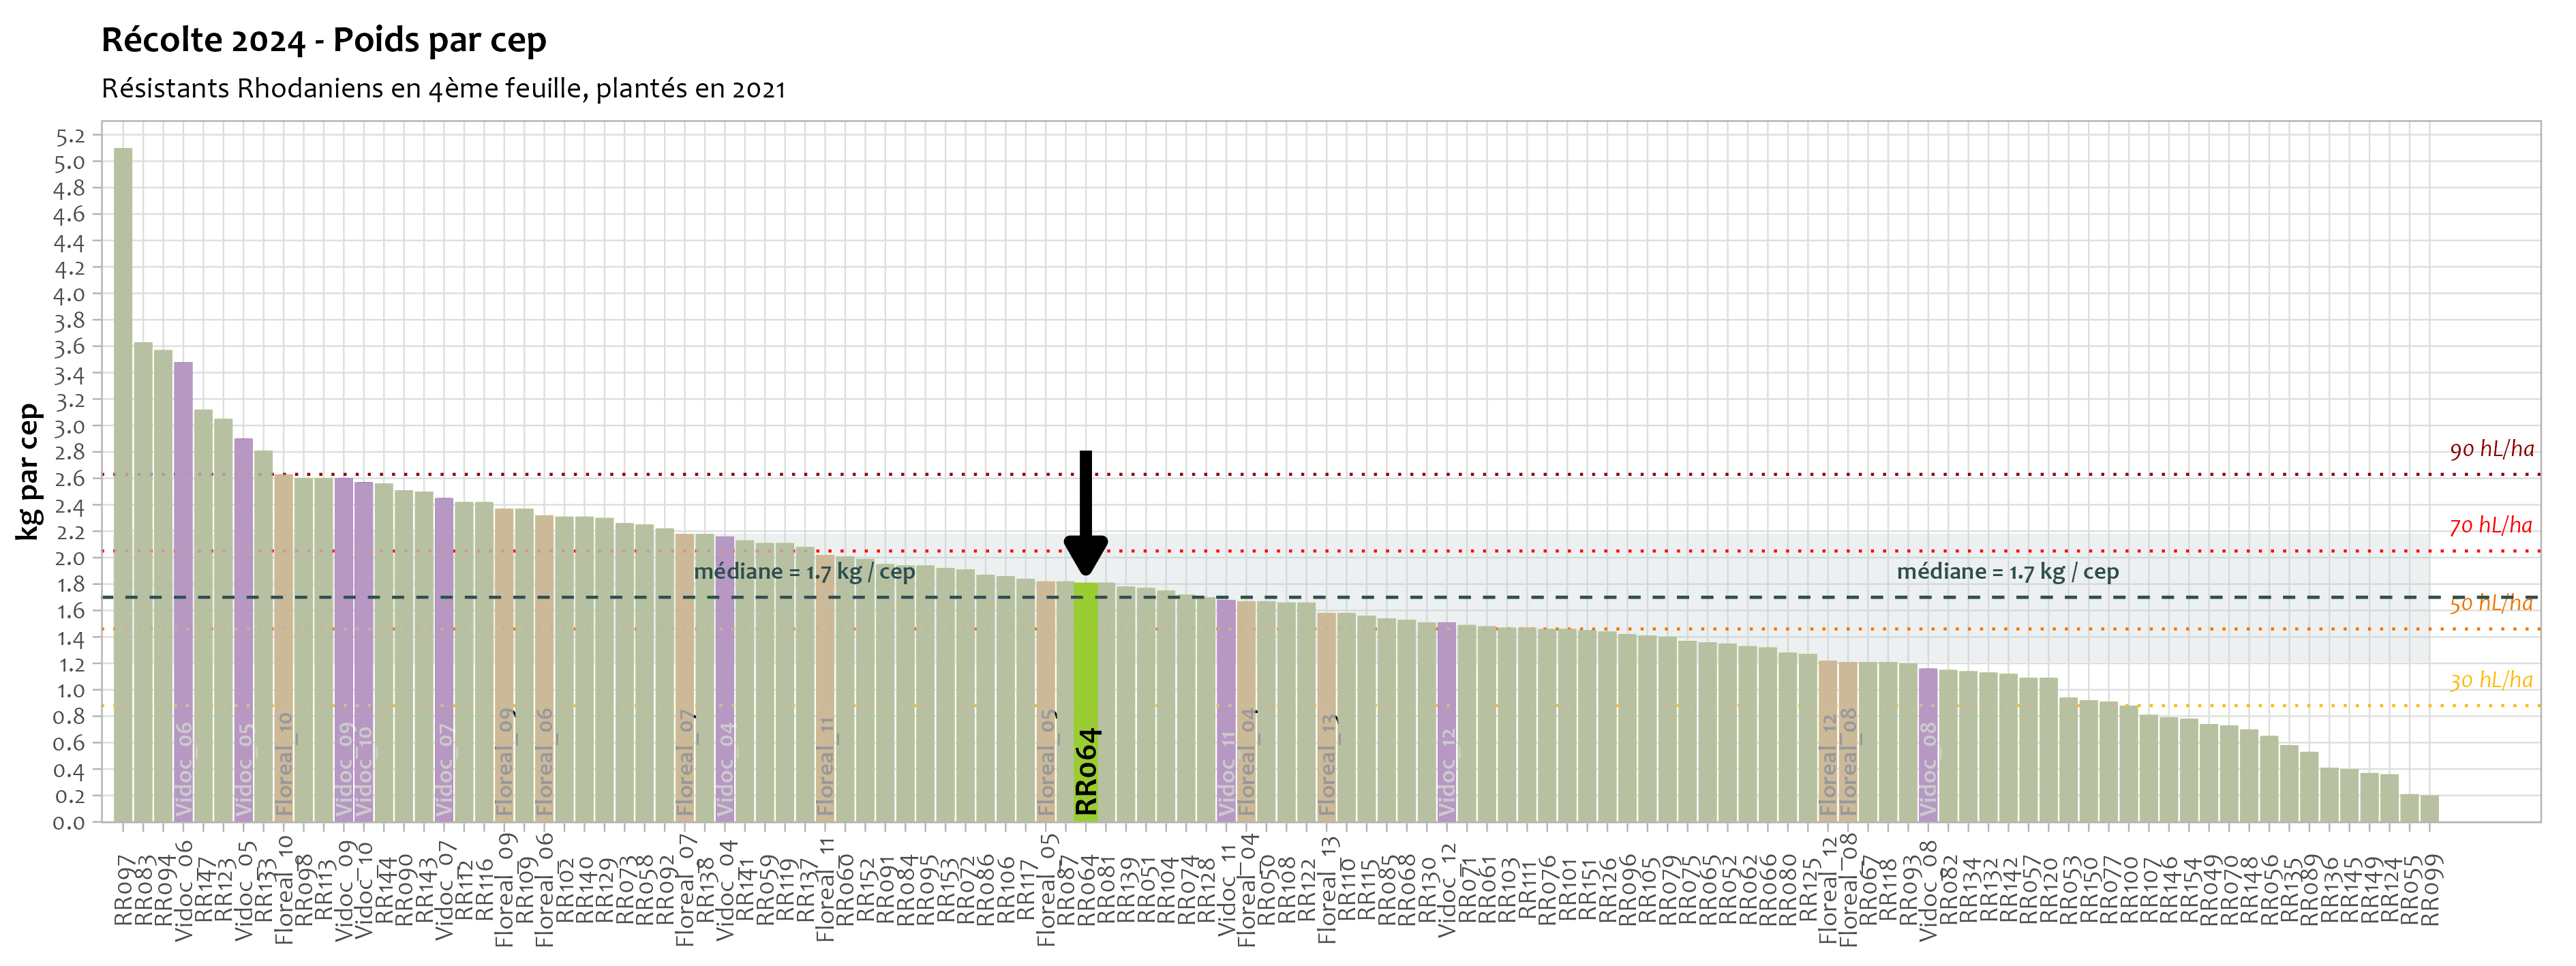 Récolte 2024 - Poids par cep
Résistants Rhodaniens en 4ème feuille, plantés en 2021
kg par cep
5.2
5.0
4.8
4.6
4.4
4.2
4.0
3.8
3.6
3.4
3.2
3.0
2.8
2.6
2.4
2.2
2.0
1.8
1.6
1.4
1.2
1.0
0.8
0.6
0.4
0.2
0.0
90 hL/ha
70 hL/ha
50 hL/ha
30 hL/ha
médiane = 1.7 kg / cep
médiane = 1.7 kg / cep
Vidoc_06
Vidoc_05
Floreal_10
Vidoc_09
Vidoc_10
Vidoc_07
Floreal_09
Floreal_06
Floreal_07
Vidoc_04
Floreal_11
Floreal_05
RR064
Vidoc_11
Floreal_04
Floreal_13
Vidoc_12
Floreal_12
Floreal_08
Vidoc_08
RR097
RR083
RR094
Vidoc_06
RR147
RR123
Vidoc_05
RR133
Floreal_10
RR098
RR113
Vidoc_09
Vidoc_10
RR144
RR090
RR143
Vidoc_07
RR112
RR116
Floreal_09
RR109
Floreal_06
RR102
RR140
RR129
RR073
RR058
RR092
Floreal_07
RR138
Vidoc_04
RR141
RR059
RR119
RR137
Floreal_11
RR060
RR152
RR091
RR084
RR095
RR153
RR072
RR086
RR106
RR117
Floreal_05
RR087
RR064
RR081
RR139
RR051
RR104
RR074
RR128
Vidoc_11
Floreal_04
RR050
RR108
RR122
Floreal_13
RR110
RR115
RR085
RR068
RR130
Vidoc_12
RR071
RR061
RR103
RR111
RR076
RR101
RR151
RR126
RR096
RR105
RR079
RR075
RR065
RR052
RR062
RR066
RR080
RR125
Floreal_12
Floreal_08
RR067
RR118
RR093
Vidoc_08
RR082
RR134
RR132
RR142
RR057
RR120
RR053
RR150
RR077
RR100
RR107
RR146
RR154
RR049
RR070
RR148
RR056
RR135
RR089
RR136
RR145
RR149
RR124
RR055
RR099